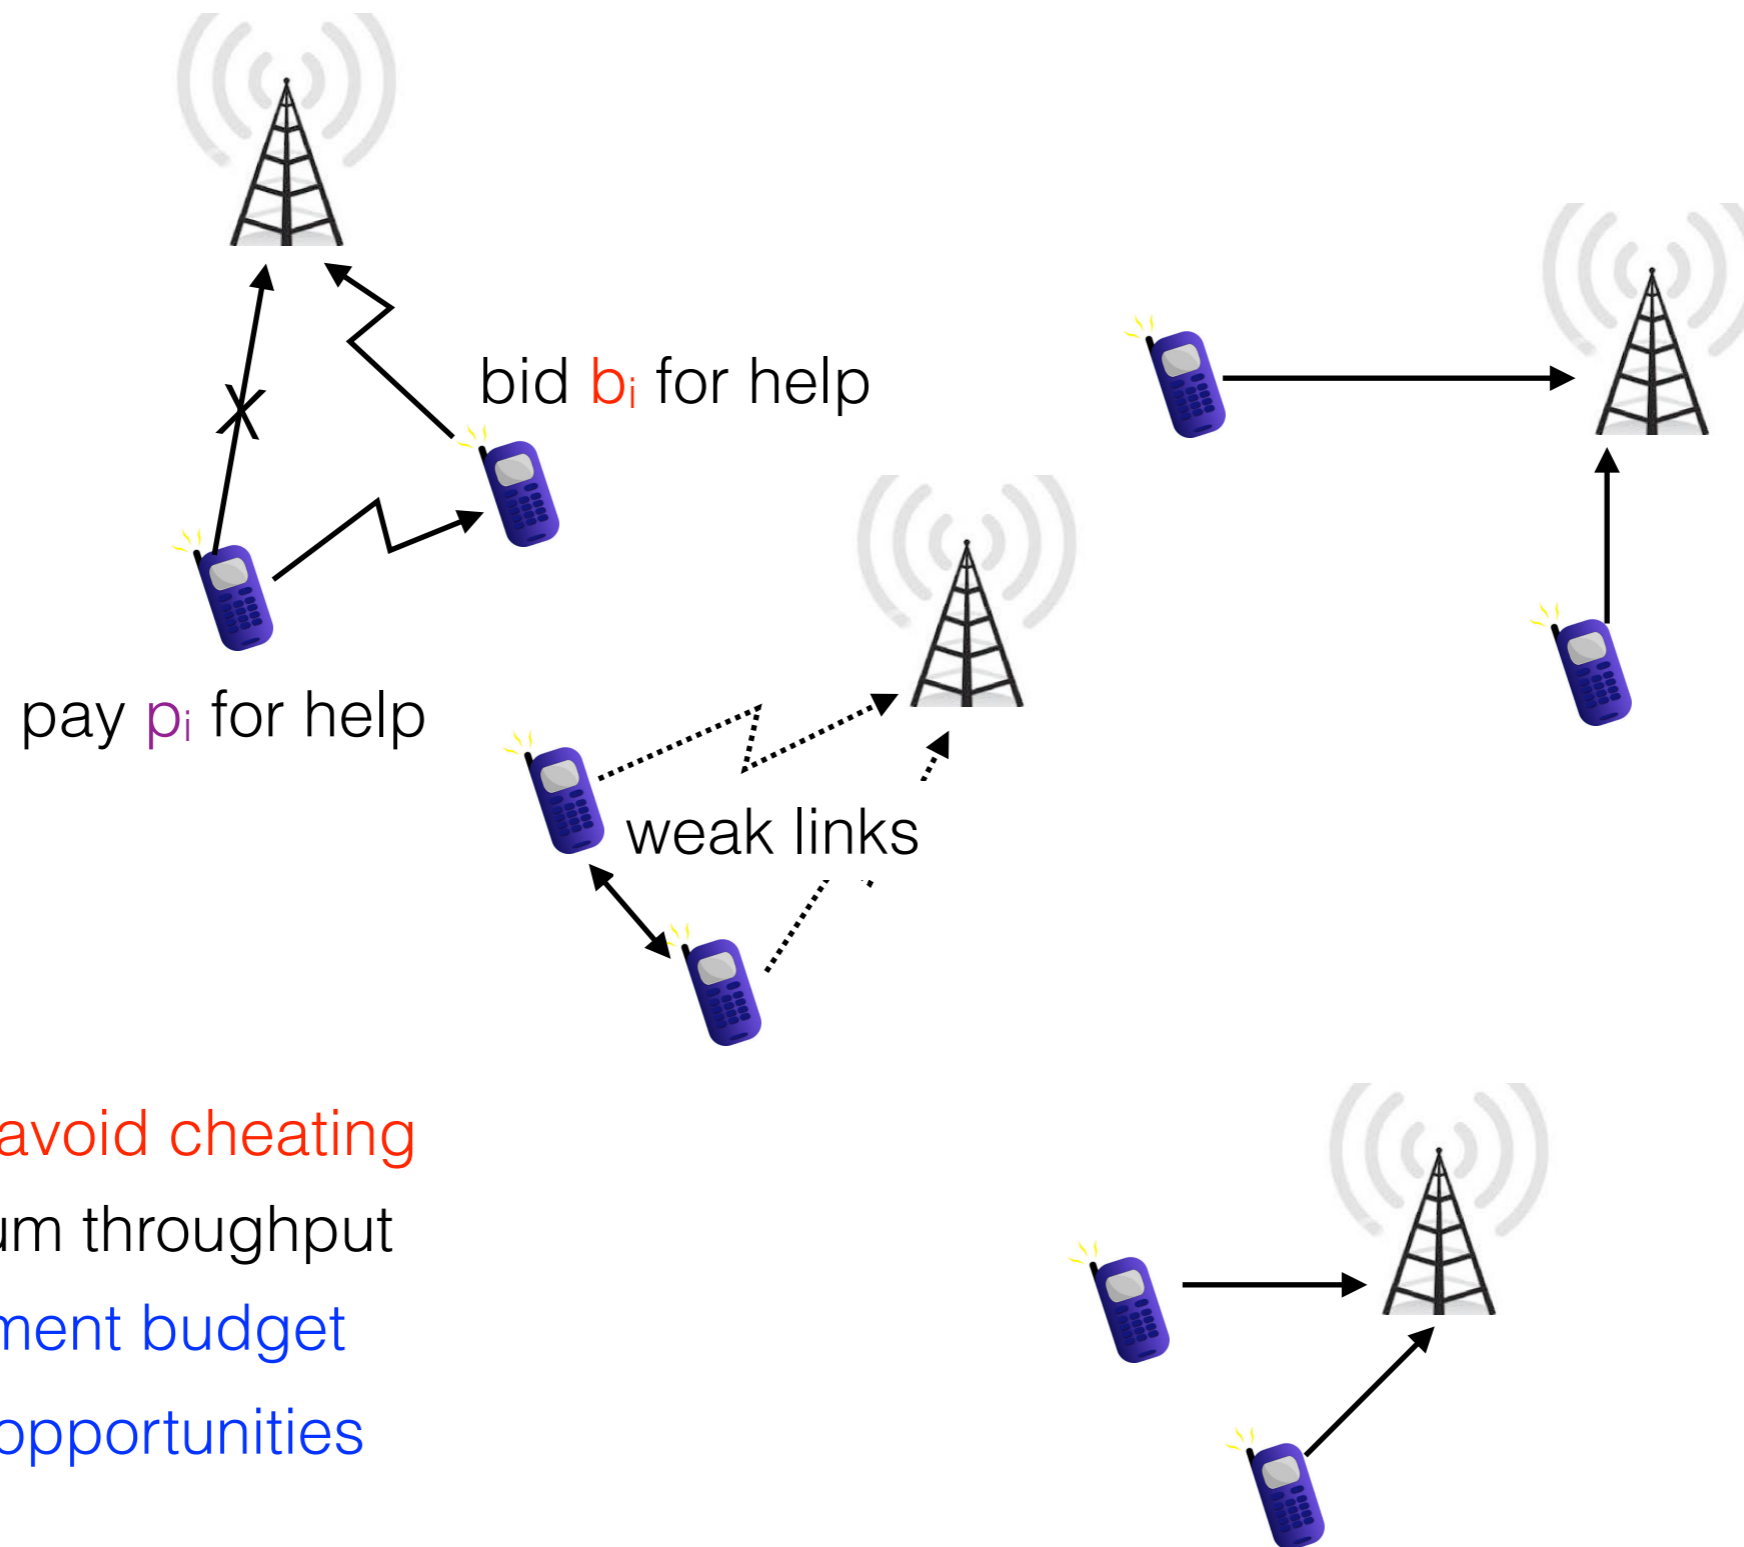 bid bi for help
pay pi for help
weak links
avoid cheating
um throughput
ment budget
opportunities